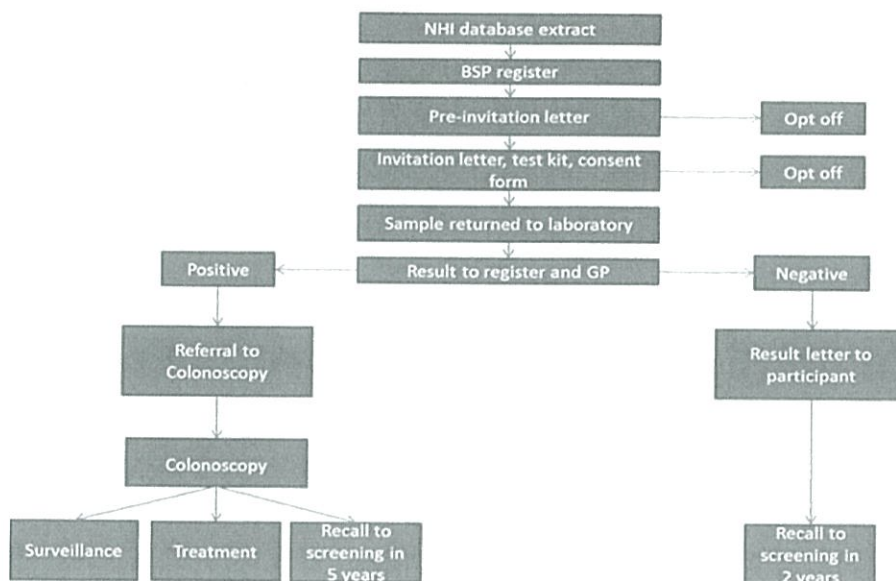 NHI database extract
BSP register
Pre-invitation letter
Opt off
Invitation letter, test kit, consent
form
Opt off
Sample returned to laboratory
Positive
Result to register and GP
Negative
Referral to
Colonoscopy
Result letter to
participant
Colonoscopy
Surveillance
Treatment
Recall to
screening in
5 years
Recall to
screening in
2 years